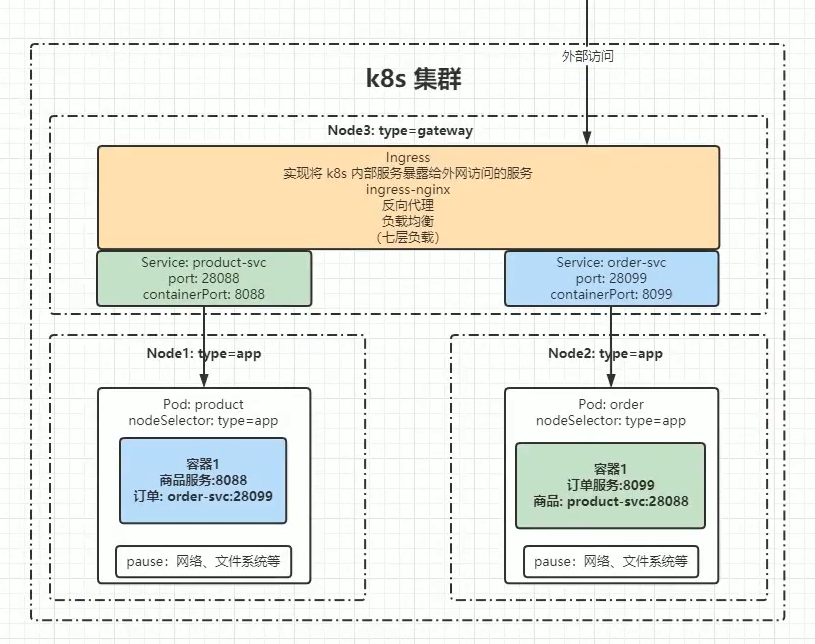 外部访问
k8s 集群
Node3: type=gateway
Ingress
实现将 k8s 内部服务暴露给外网访问的服务
ingress-nginx
反向代理
负载均衡
(七层负载)
Service: product-svc
port: 28088
containerPort: 8088
Service: order-svc
port: 28099
containerPort: 8099
Node1: type=app
Pod: product
nodeSelector: type=app
容器1
商品服务:8088
订单: order-svc:28099
pause：网络、文件系统等
Node2: type=app
Pod: order
nodeSelector: type=app
容器1
订单服务:8099
商品: product-svc:28088
pause：网络、文件系统等